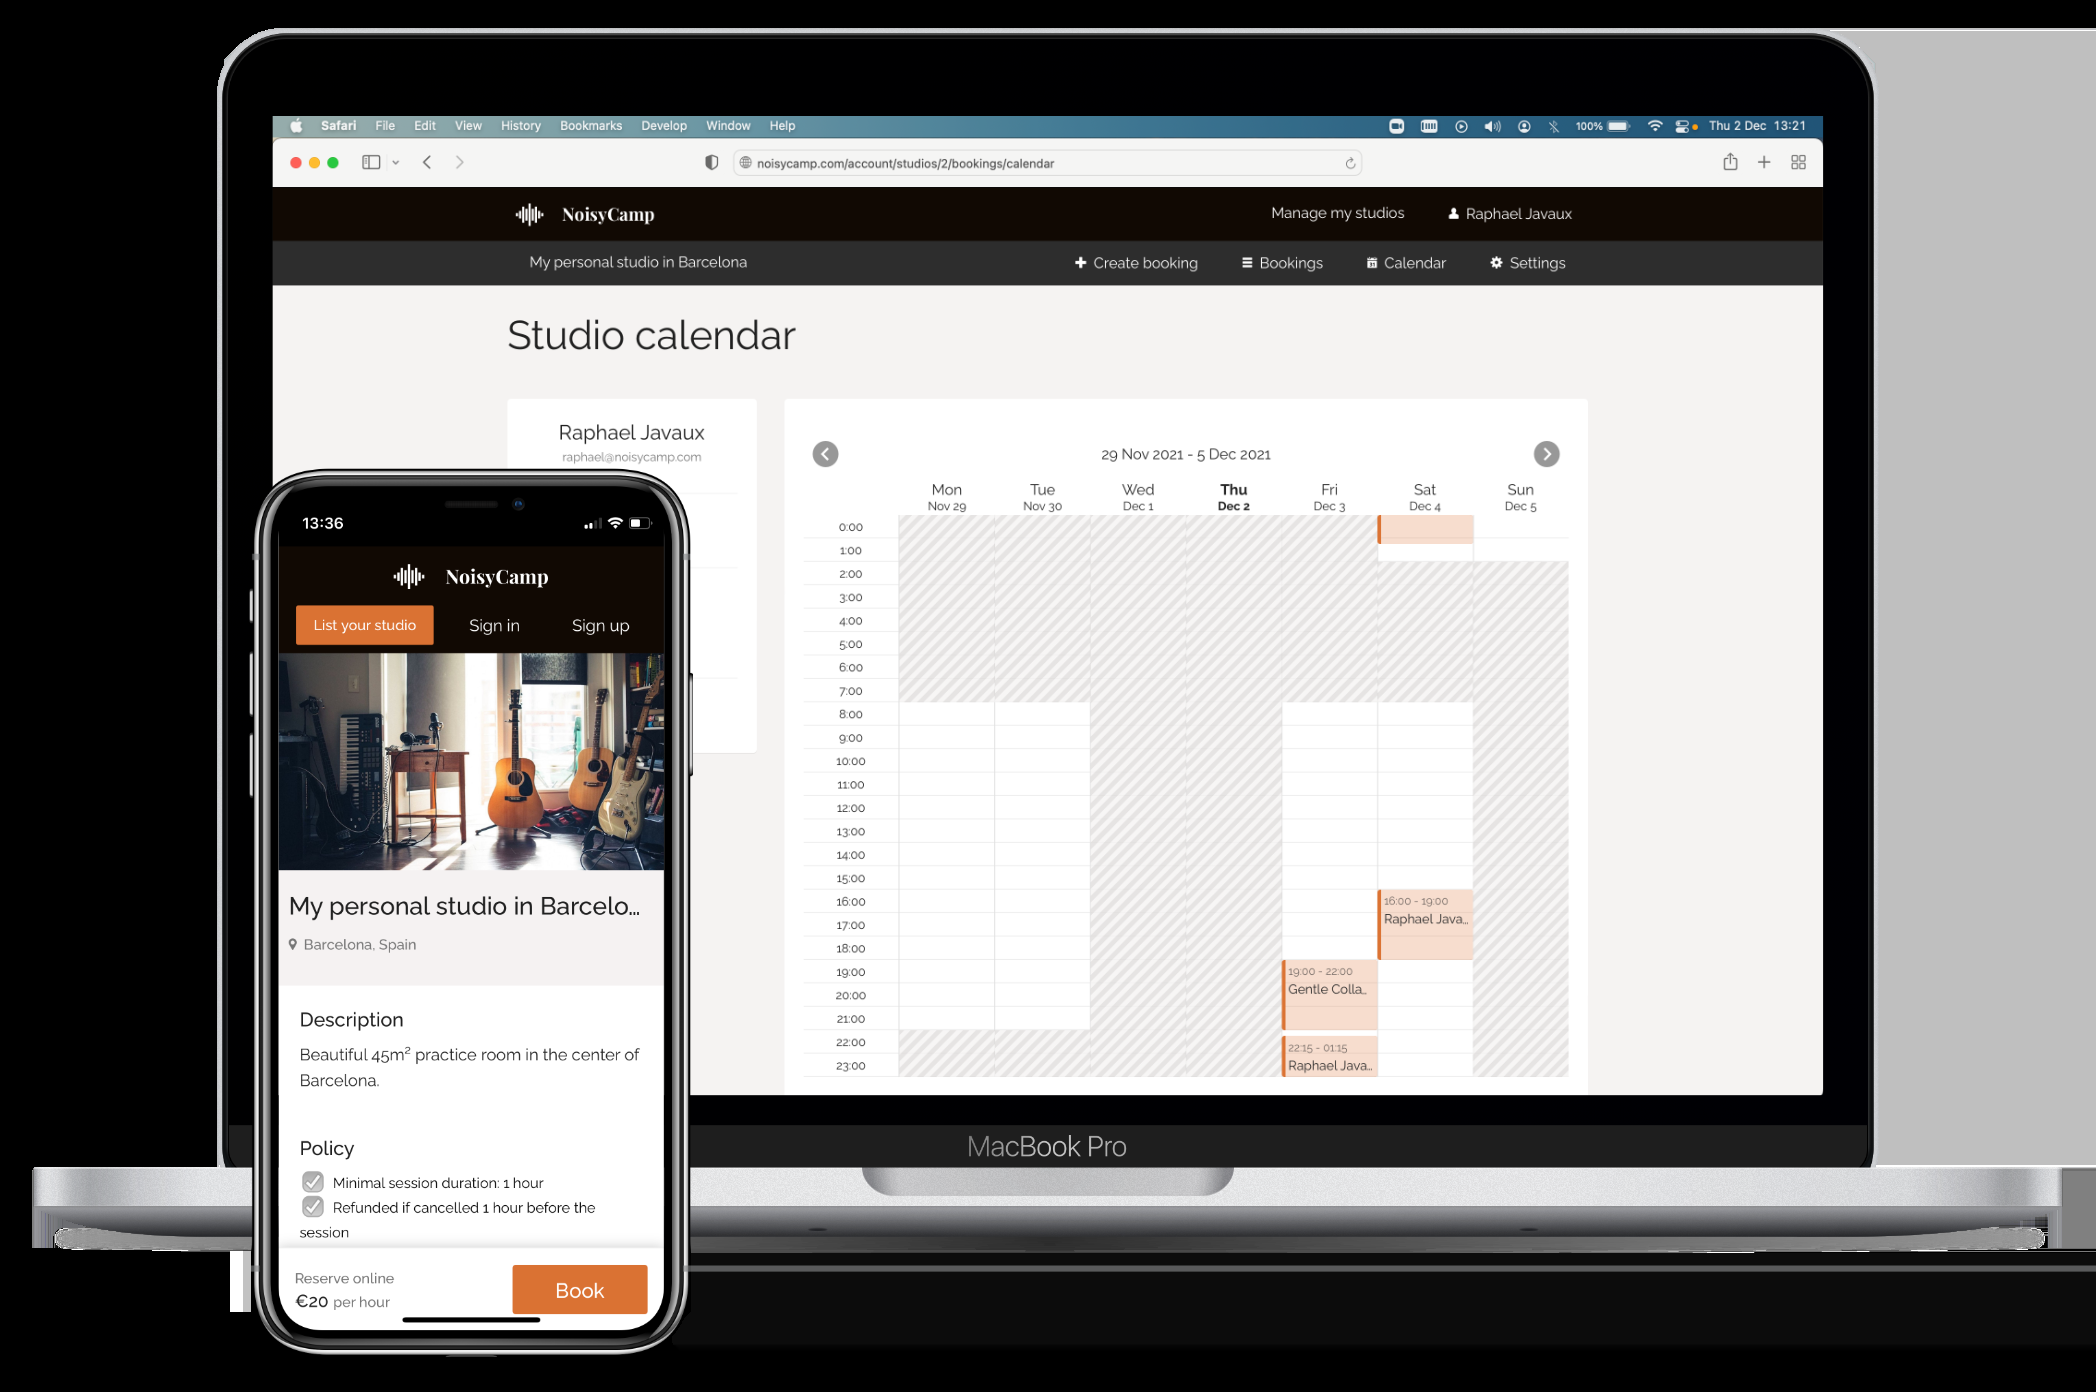 Safari File Edit View History Bookmarks Develop Window Help
100% Thu 2 Dec 13:21
noisycamp.com/account/studios/2/bookings/calendar
NoisyCamp
Manage my studios Raphael Javaux
My personal studio in Barcelona
Create booking Bookings Calendar Settings
Studio calendar
Raphael Javaux
raphael@noisycamp.com
29 Nov 2021 - 5 Dec 2021
Mon Tue Wed Thu Fri Sat Sun
Nov 29 Nov 30 Dec 1 Dec 2 Dec 3 Dec 4 Dec 5
0:00
1:00
2:00
3:00
4:00
5:00
6:00
7:00
8:00
9:00
10:00
11:00
12:00
13:00
14:00
15:00
16:00
17:00
18:00
19:00
20:00
21:00
22:00
23:00
16:00 - 19:00
Raphael Java...
19:00 - 22:00
Gentle Colla...
22:15 - 01:15
Raphael Java...
MacBook Pro
13:36
NoisyCamp
List your studio Sign in Sign up
My personal studio in Barcelo...
Barcelona, Spain
Description
Beautiful 45m² practice room in the center of
Barcelona.
Policy
Minimal session duration: 1 hour
Refunded if cancelled 1 hour before the
session
Reserve online
€20 per hour
Book